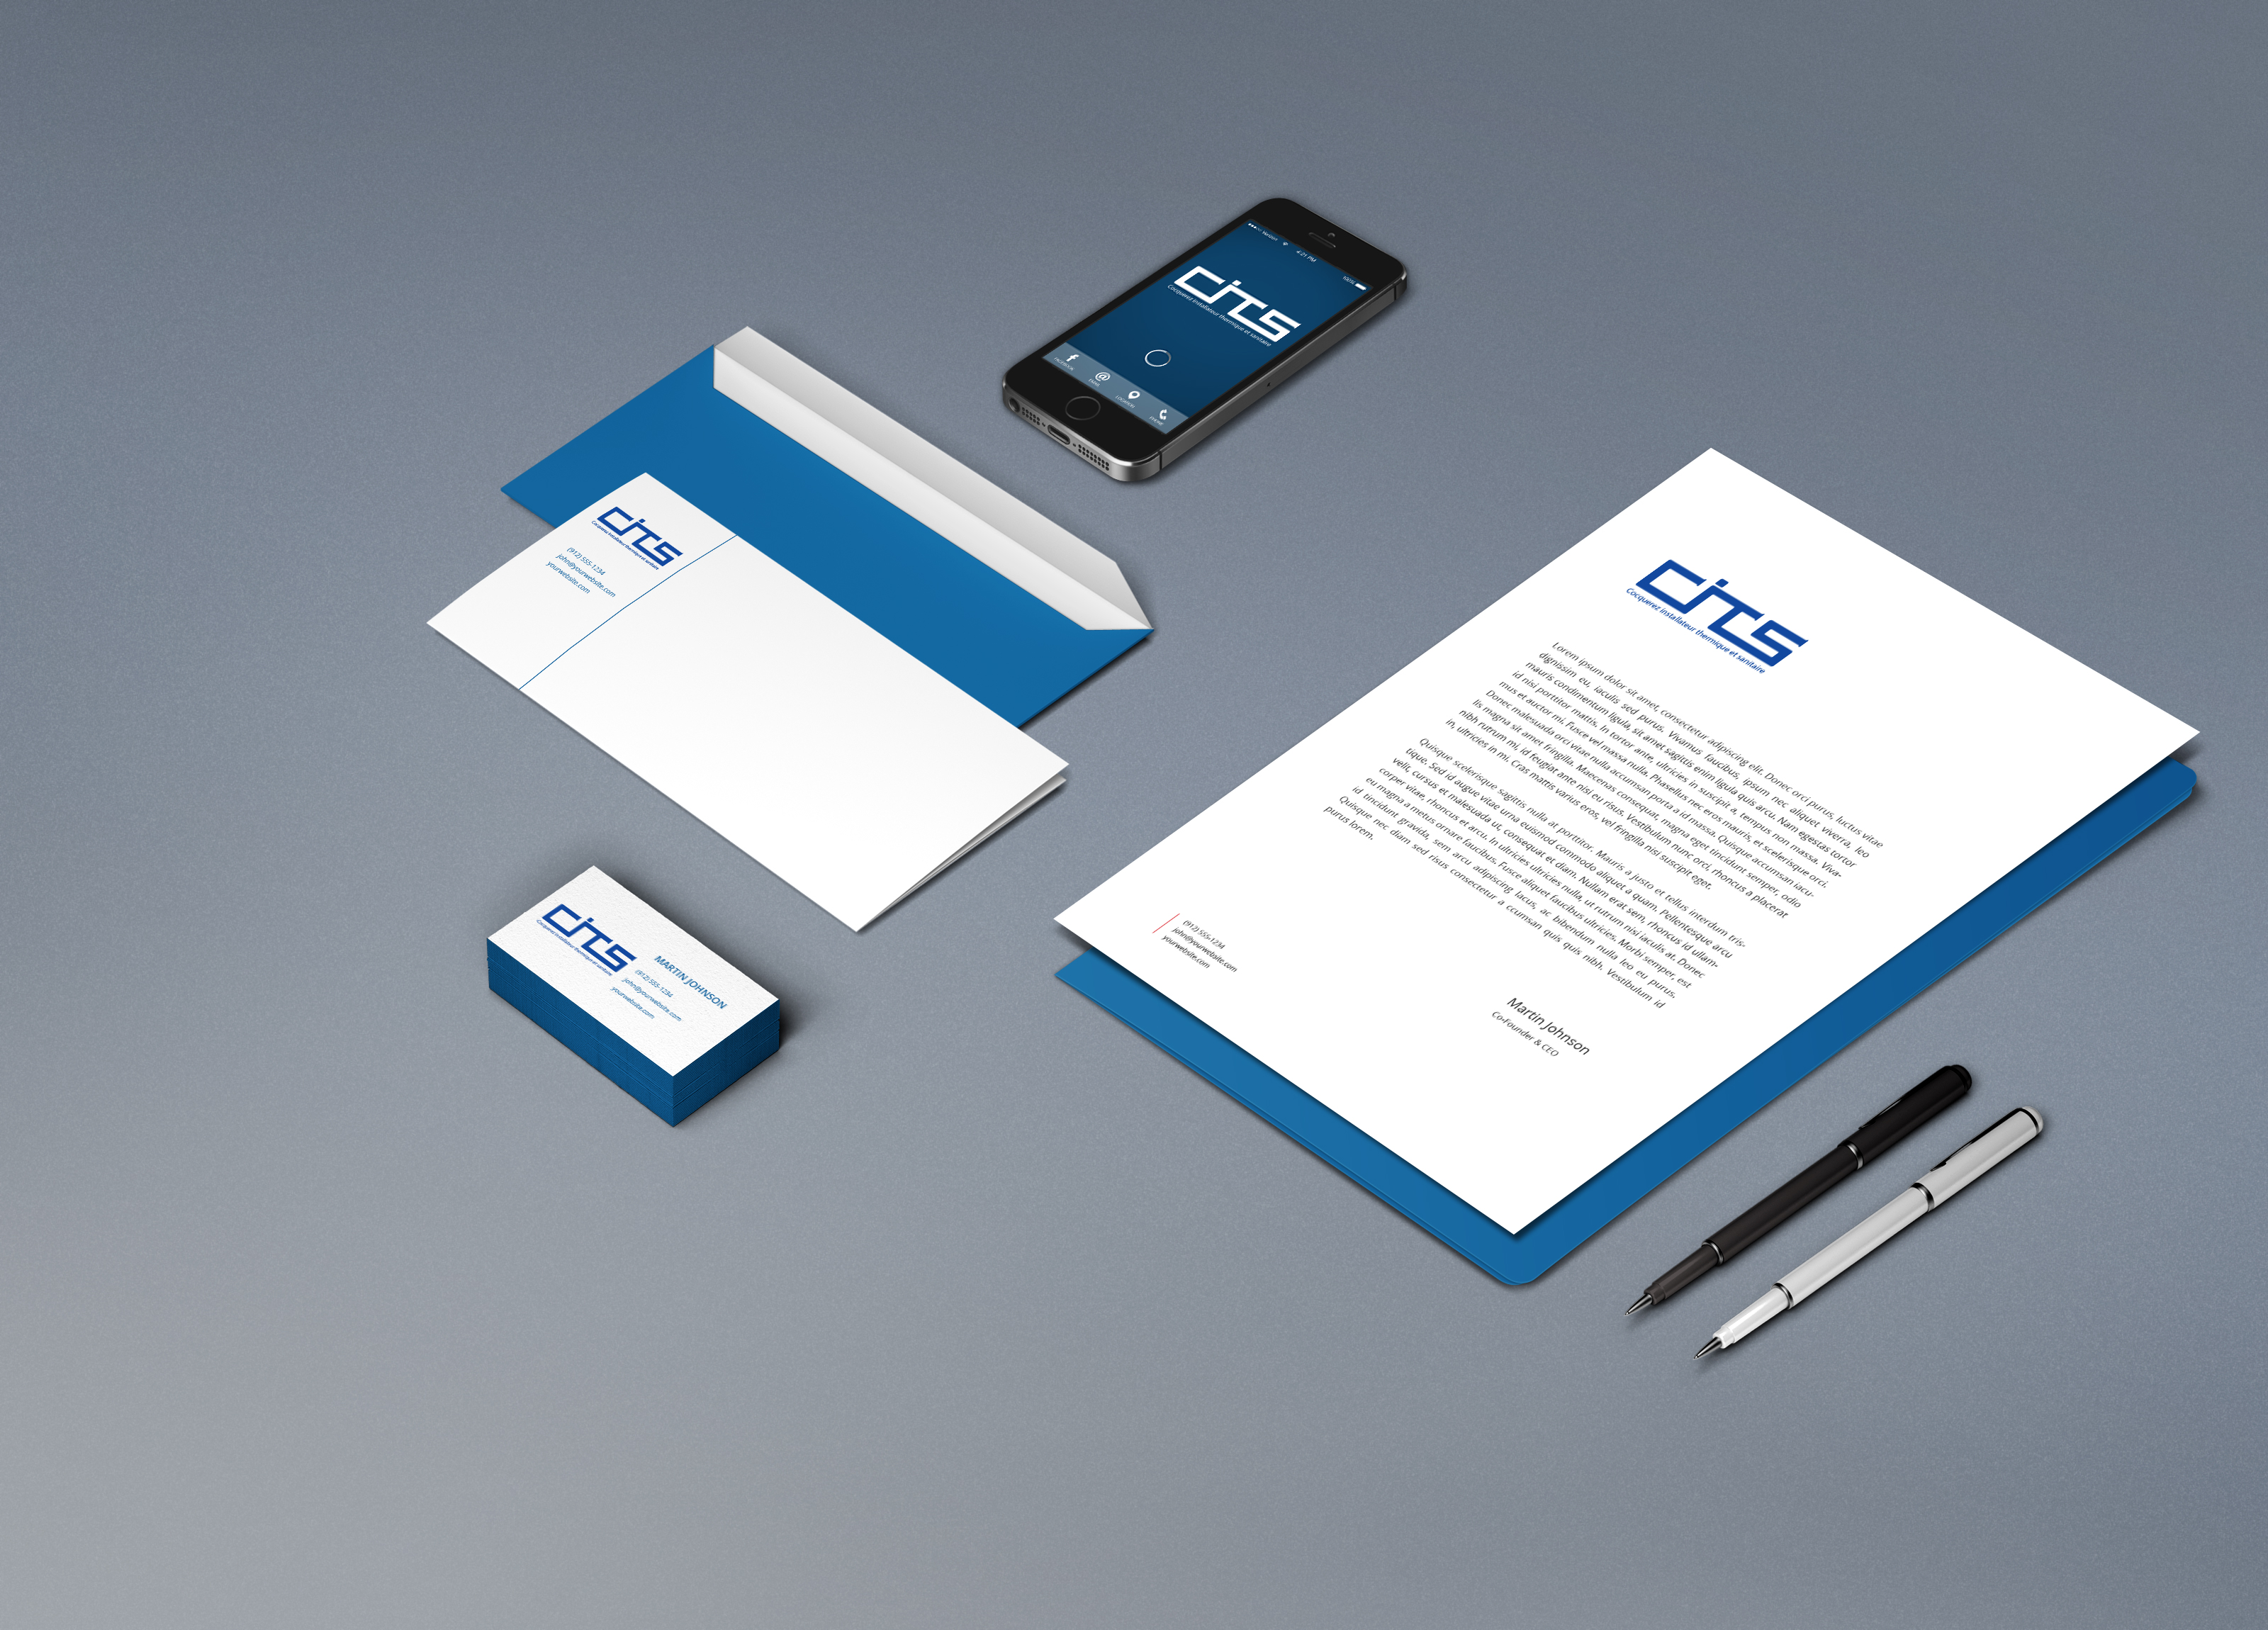 Verizon
4:21 PM
100%
CITS
Cocquerez installateur thermique et sanitaire
FACEBOOK
EMAIL
LOCATION
PHONE
CITS
Cocquerez installateur thermique et sanitaire
(912) 555-1234
john@yourwebsite.com
yourwebsite.com
CITS
Cocquerez installateur thermique et sanitaire
MARTIN JOHNSON
(912) 555-1234
john@yourwebsite.com
yourwebsite.com
CITS
Cocquerez installateur thermique et sanitaire
Lorem ipsum dolor sit amet, consectetur adipiscing elit. Donec orci purus, luctus vitae
dignissim eu, iaculis sed purus. Vivamus faucibus, ipsum nec aliquet viverra, leo
mauris condimentum ligula, sit amet sagittis enim ligula quis arcu. Nam egestas tortor
id nisi porttitor mattis. In tortor ante, ultricies in suscipit a, tempus non massa. Viva-
mus et auctor mi. Fusce vel massa nulla. Phasellus nec eros mauris, et scelerisque orci.
Donec malesuada orci vitae nulla accumsan porta a id massa. Quisque accumsan iacu-
lis magna sit amet fringilla. Maecenas consequat, magna eget tincidunt semper, odio
nibh rutrum mi, id feugiat ante nisi eu risus. Vestibulum nunc orci, rhoncus a placerat
in, ultricies in mi. Cras mattis varius eros, vel fringilla nisi suscipit eget.
Quisque scelerisque sagittis nulla at porttitor. Mauris a justo et tellus interdum tris-
tique. Sed id augue vitae urna euismod commodo aliquet a quam. Pellentesque arcu
velit, cursus et malesuada ut, consequat et diam. Nullam erat sem, rhoncus id ullam-
corper vitae, rhoncus et arcu. In ultricies ultricies nulla, ut rutrum nisi iaculis at. Donec
eu magna a metus ornare faucibus. Fusce aliquet faucibus ultricies. Morbi semper, est
id tincidunt gravida, sem arcu adipiscing lacus, ac bibendum nulla leo eu purus.
Quisque nec diam sed risus consectetur a ccumsan quis quis nibh. Vestibulum id
purus lorem.
(912) 555-1234
john@yourwebsite.com
yourwebsite.com
Martin Johnson
Co-Founder & CEO